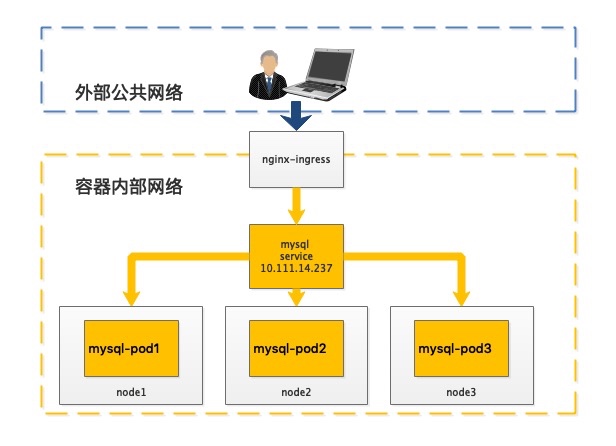 外部公共网络
nginx-ingress
容器内部网络
mysql
service
10.111.14.237
mysql-pod1
mysql-pod2
mysql-pod3
node1
node2
node3